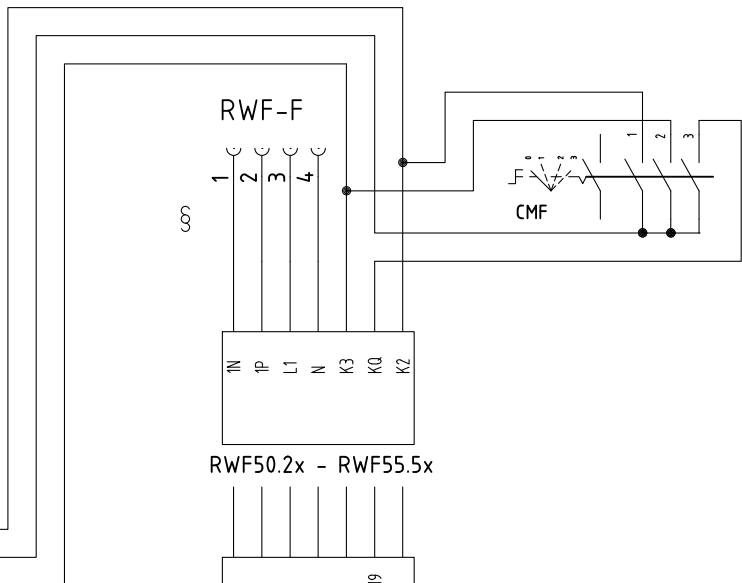 RWF-F
1 2 3 4
§
0 1 2 3
1 2 3
CMF
1N 1P L1 N K3 KQ K2
RWF50.2x - RWF55.5x